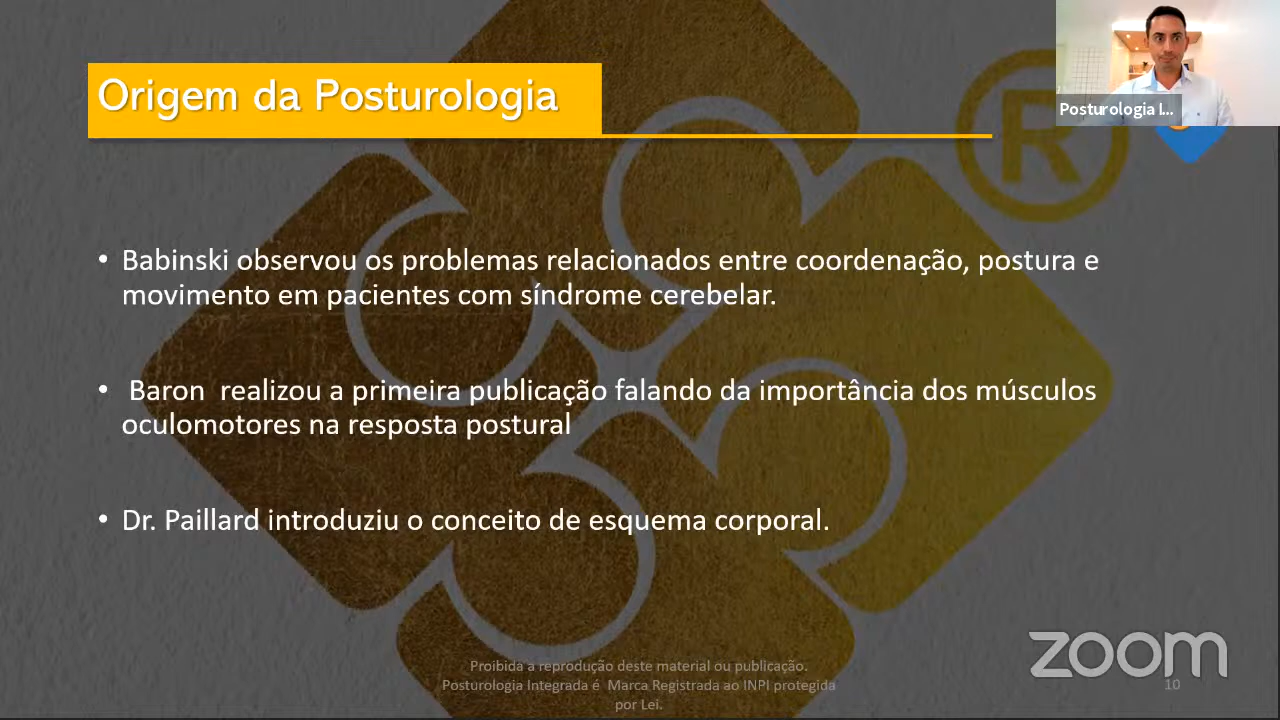 Origem da Posturologia
Posturologia I...
R
• Babinski observou os problemas relacionados entre coordenação, postura e
movimento em pacientes com síndrome cerebelar.
• Baron realizou a primeira publicação falando da importância dos músculos
oculomotores na resposta postural
• Dr. Paillard introduziu o conceito de esquema corporal.
Proibida a reprodução deste material ou publicação.
Posturologia Integrada é Marca Registrada ao INPI protegida
por Lei.
zoom
10